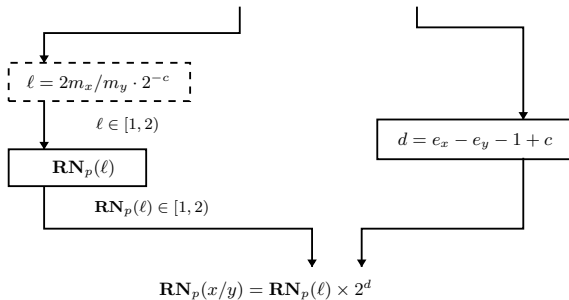 ℓ = 2m_x/m_y · 2^{−c}
ℓ ∈ [1, 2)
d = e_x − e_y − 1 + c
RN_p(ℓ)
RN_p(ℓ) ∈ [1, 2)
RN_p(x/y) = RN_p(ℓ) × 2^d